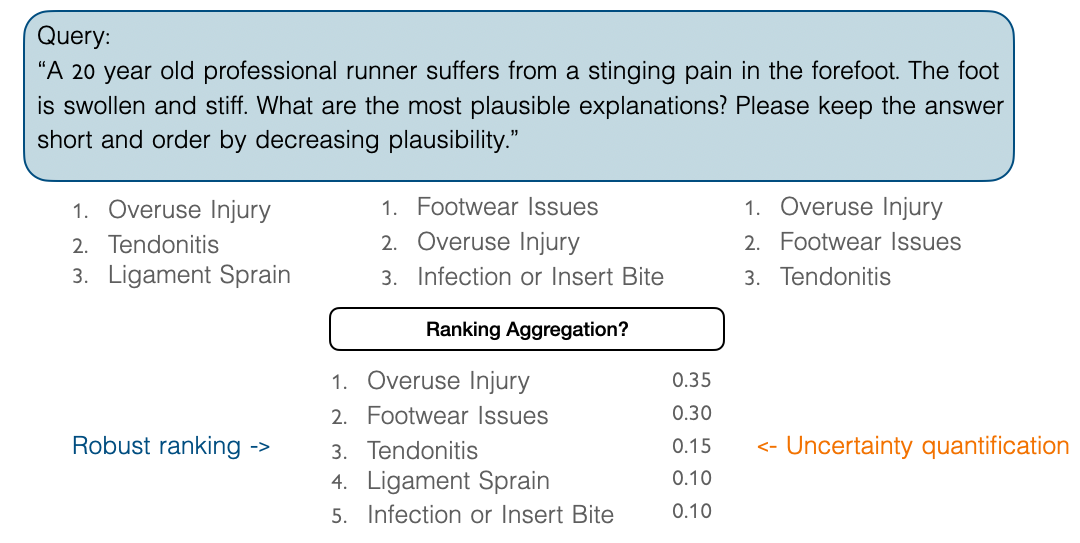 Query:
“A 20 year old professional runner suffers from a stinging pain in the forefoot. The foot
is swollen and stiff. What are the most plausible explanations? Please keep the answer
short and order by decreasing plausibility.”
1. Overuse Injury
2. Tendonitis
3. Ligament Sprain
1. Footwear Issues
2. Overuse Injury
3. Infection or Insert Bite
1. Overuse Injury
2. Footwear Issues
3. Tendonitis
Ranking Aggregation?
1. Overuse Injury 0.35
2. Footwear Issues 0.30
3. Tendonitis 0.15
4. Ligament Sprain 0.10
5. Infection or Insert Bite 0.10
Robust ranking ->
<- Uncertainty quantification